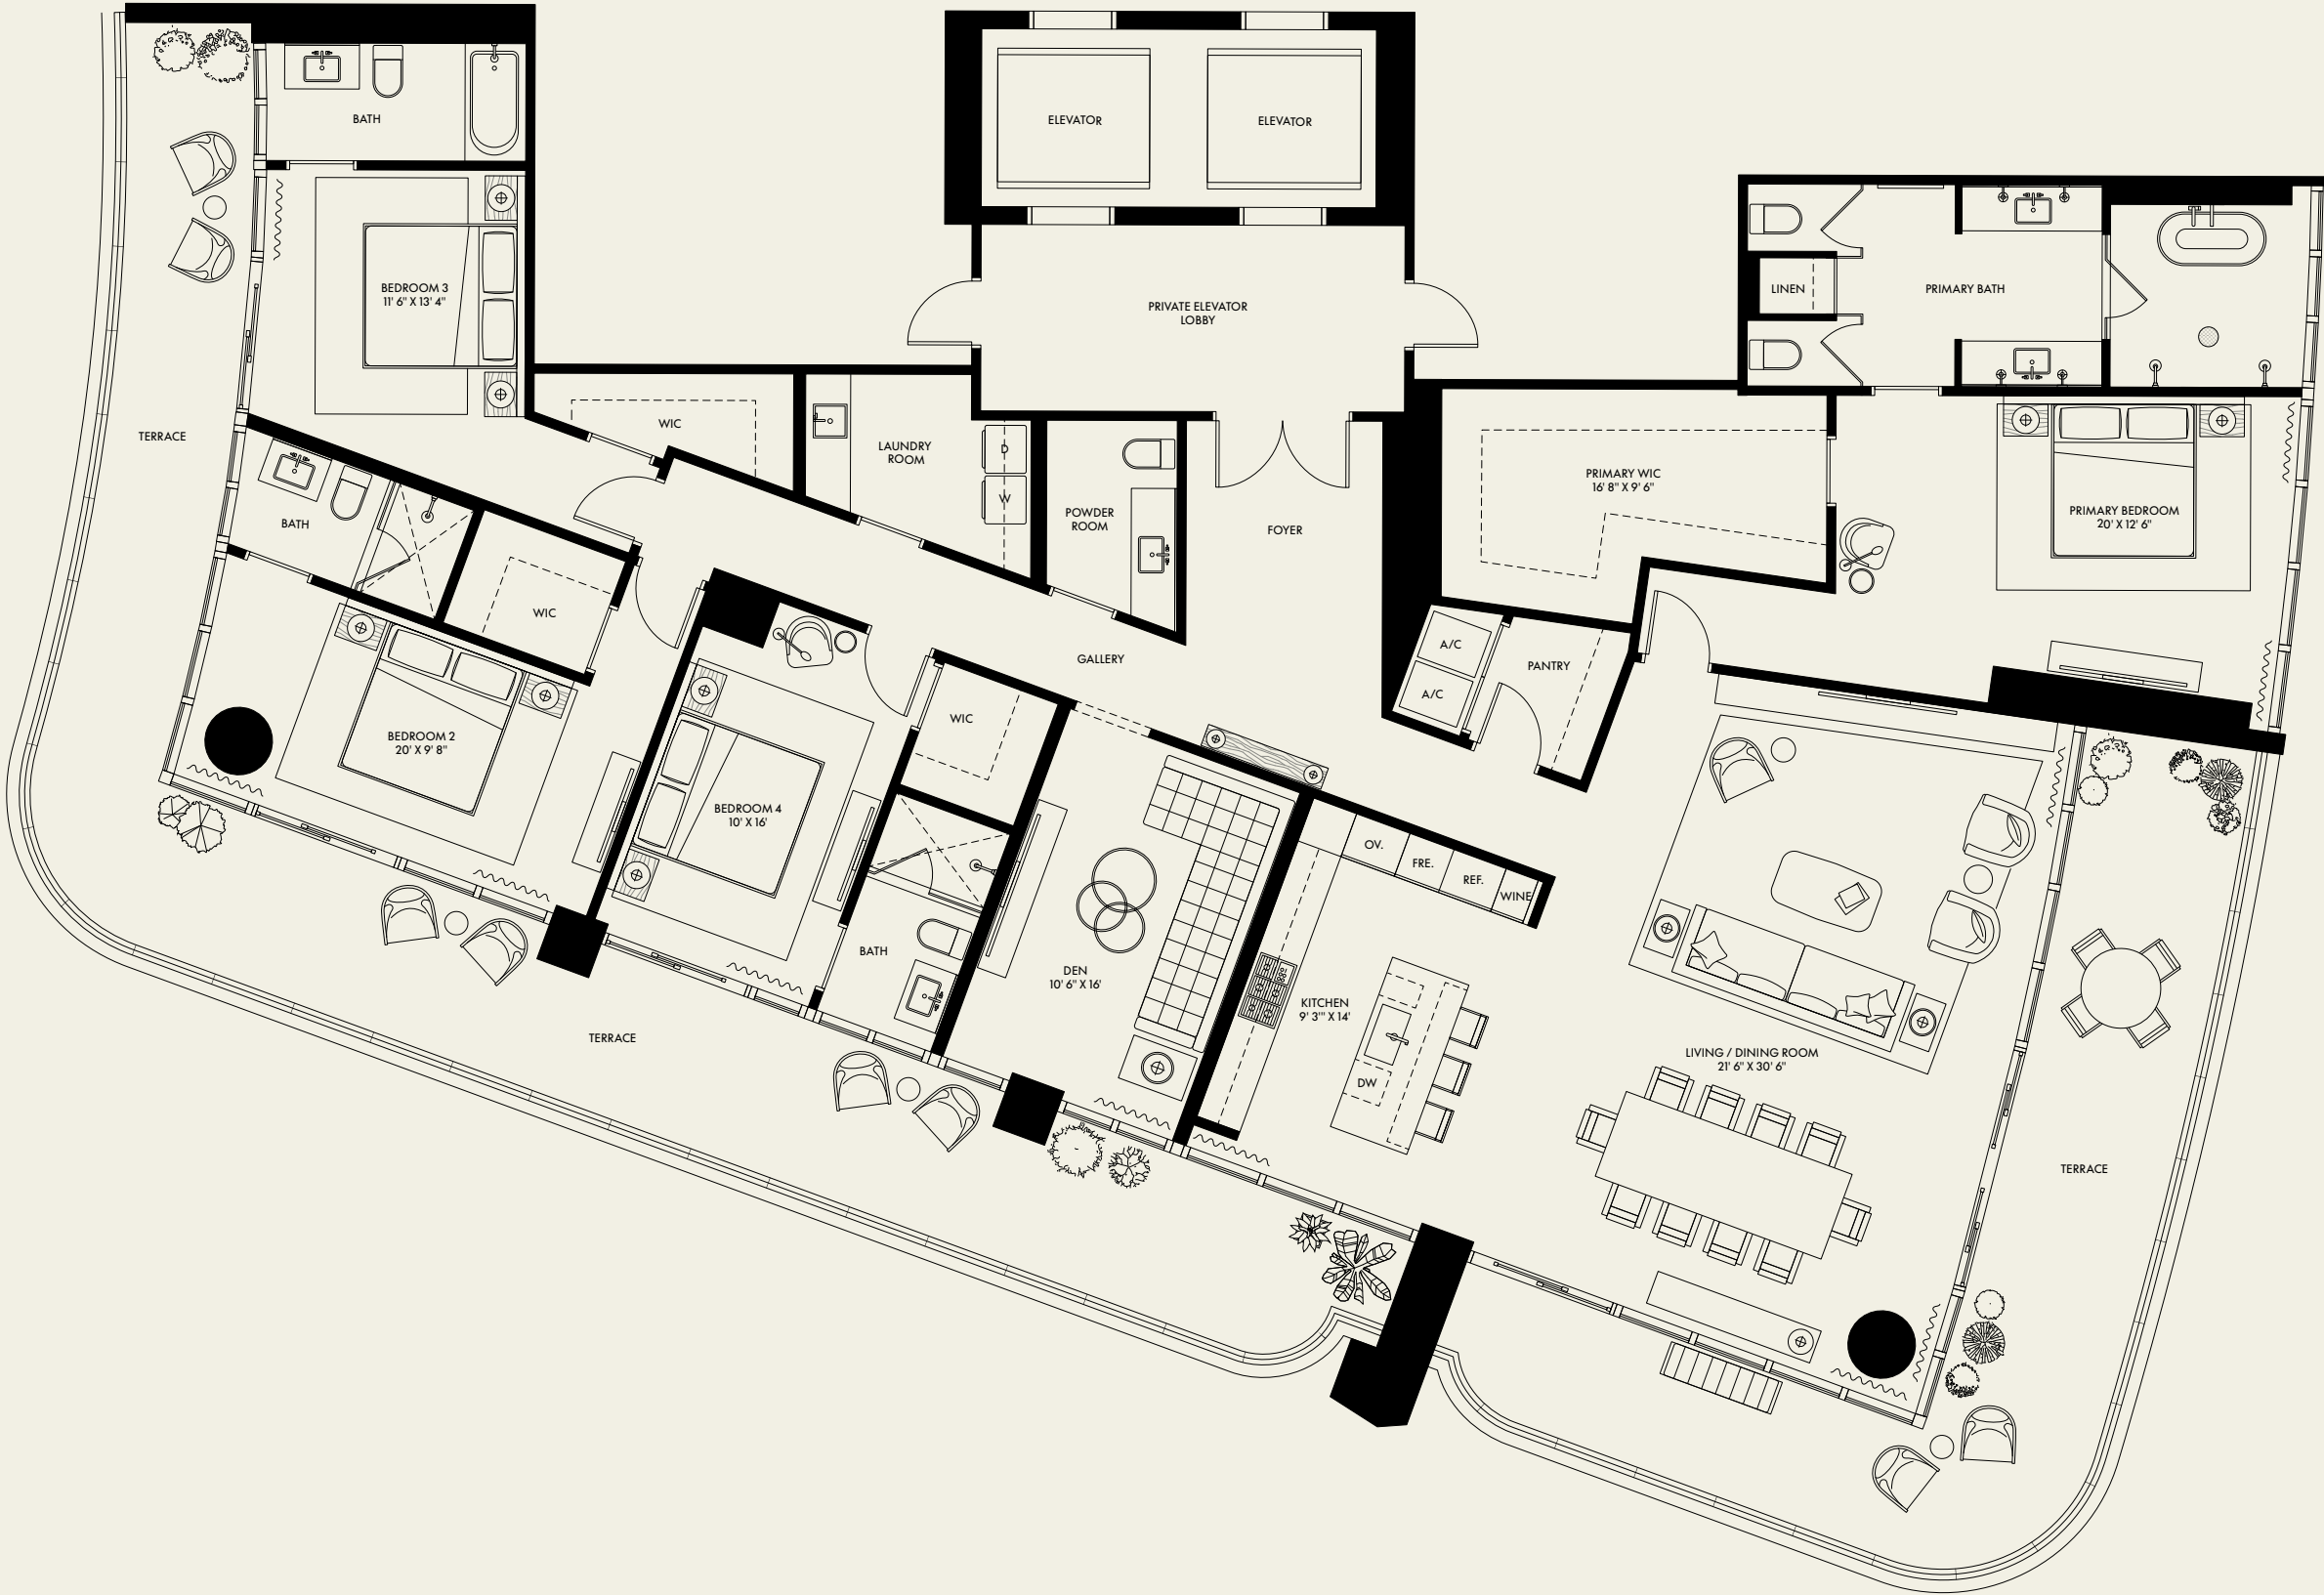 BATH
ELEVATOR
ELEVATOR
BEDROOM 3
11' 6" X 13' 4"
PRIVATE ELEVATOR
LOBBY
LINEN
PRIMARY BATH
TERRACE
WIC
LAUNDRY
ROOM
D
W
POWDER
ROOM
FOYER
PRIMARY WIC
16' 8" X 9' 6"
PRIMARY BEDROOM
20' X 12' 6"
BATH
WIC
GALLERY
A/C
A/C
PANTRY
BEDROOM 2
20' X 9' 8"
WIC
BEDROOM 4
10' X 16'
OV.
FRE.
REF.
WINE
BATH
DEN
10' 6" X 16'
KITCHEN
9' 3'" X 14'
DW
TERRACE
LIVING / DINING ROOM
21' 6" X 30' 6"
TERRACE